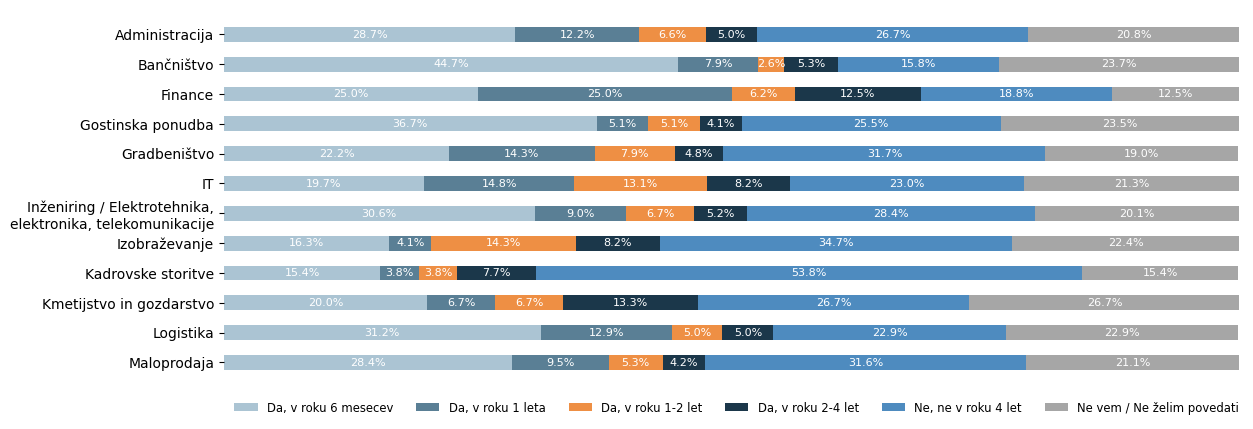 Administracija 28.7% 12.2% 6.6% 5.0% 26.7% 20.8%
Bančništvo 44.7% 7.9% 2.6% 5.3% 15.8% 23.7%
Finance 25.0% 25.0% 6.2% 12.5% 18.8% 12.5%
Gostinska ponudba 36.7% 5.1% 5.1% 4.1% 25.5% 23.5%
Gradbeništvo 22.2% 14.3% 7.9% 4.8% 31.7% 19.0%
IT 19.7% 14.8% 13.1% 8.2% 23.0% 21.3%
Inženiring / Elektrotehnika,
elektronika, telekomunikacije 30.6% 9.0% 6.7% 5.2% 28.4% 20.1%
Izobraževanje 16.3% 4.1% 14.3% 8.2% 34.7% 22.4%
Kadrovske storitve 15.4% 3.8% 3.8% 7.7% 53.8% 15.4%
Kmetijstvo in gozdarstvo 20.0% 6.7% 6.7% 13.3% 26.7% 26.7%
Logistika 31.2% 12.9% 5.0% 5.0% 22.9% 22.9%
Maloprodaja 28.4% 9.5% 5.3% 4.2% 31.6% 21.1%
Da, v roku 6 mesecev Da, v roku 1 leta Da, v roku 1-2 let Da, v roku 2-4 let Ne, ne v roku 4 let Ne vem / Ne želim povedati